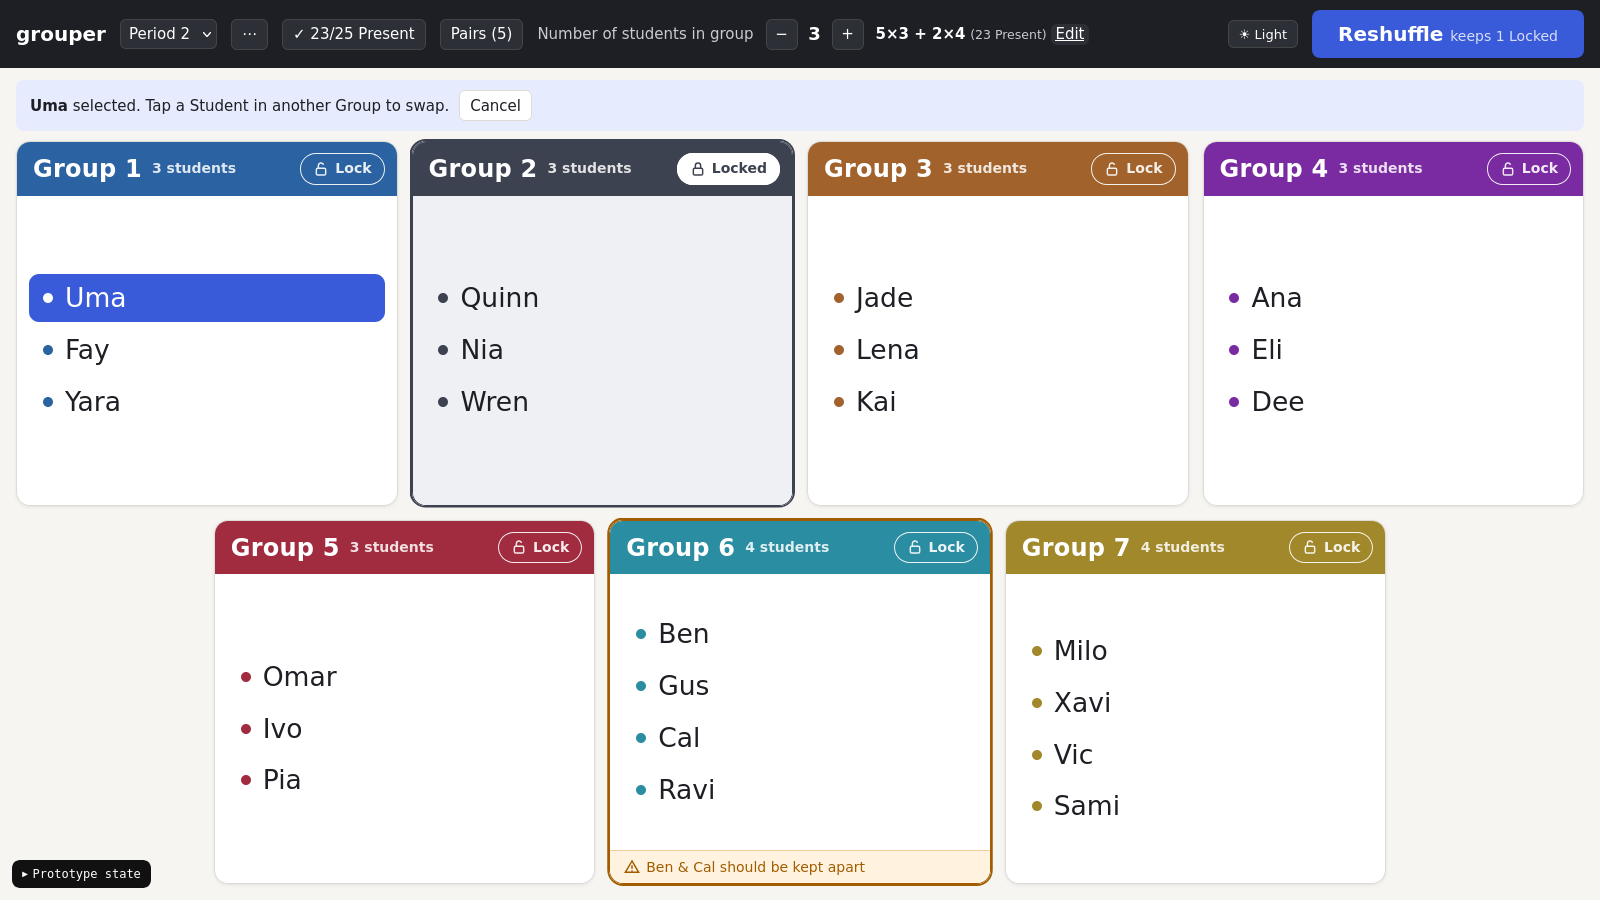 grouper Period 2 ... ✓ 23/25 Present Pairs (5) Number of students in group − 3 + 5×3 + 2×4 (23 Present) Edit ☀ Light Reshuffle keeps 1 Locked
Uma selected. Tap a Student in another Group to swap. Cancel
Group 1 3 students Lock
Uma
Fay
Yara
Group 2 3 students Locked
Quinn
Nia
Wren
Group 3 3 students Lock
Jade
Lena
Kai
Group 4 3 students Lock
Ana
Eli
Dee
Group 5 3 students Lock
Omar
Ivo
Pia
Group 6 4 students Lock
Ben
Gus
Cal
Ravi
Ben & Cal should be kept apart
Group 7 4 students Lock
Milo
Xavi
Vic
Sami
▸ Prototype state